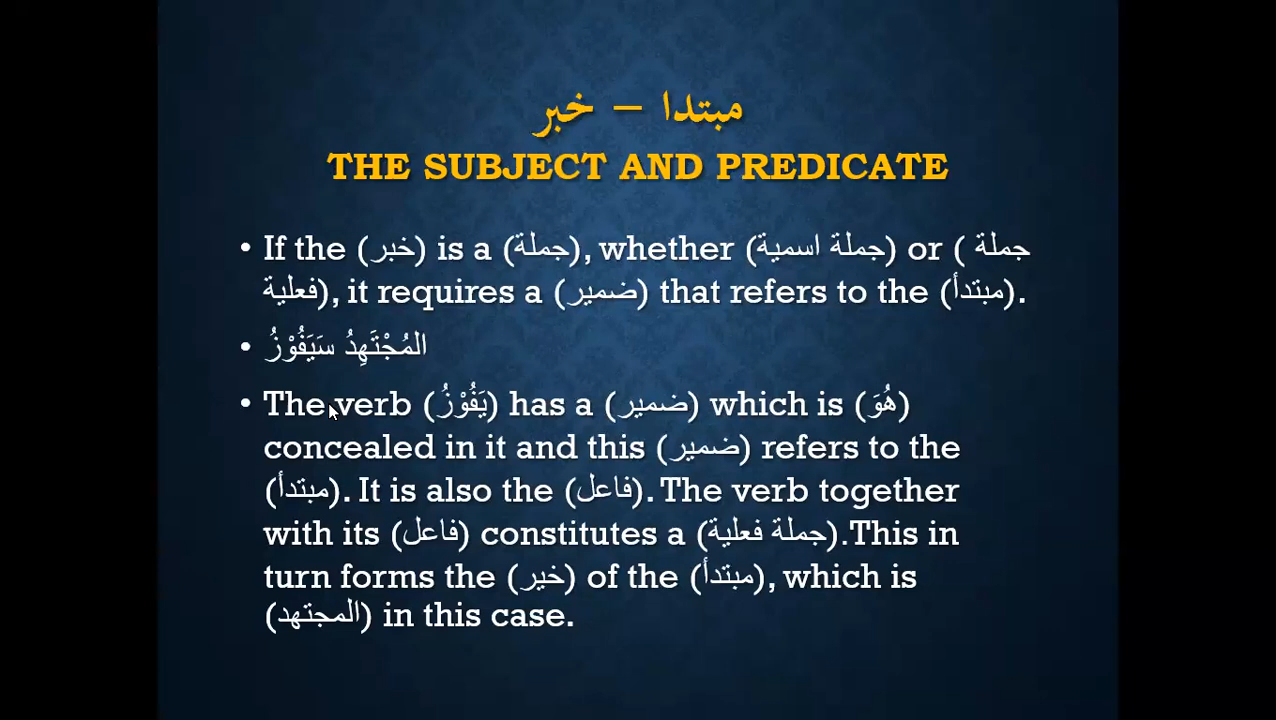 مبتدا – خبر
THE SUBJECT AND PREDICATE
• If the (خبر) is a (جملة), whether (جملة اسمية) or ( جملة
فعلية), it requires a (ضمير) that refers to the (مبتدأ).
• المُجْتَهِدُ سَيَفُوْزُ
• The verb (يَفُوْزُ) has a (ضمير) which is (هُوَ)
concealed in it and this (ضمير) refers to the
(مبتدأ). It is also the (فاعل). The verb together
with its (فاعل) constitutes a (جملة فعلية).This in
turn forms the (خير) of the (مبتدأ), which is
(المجتهد) in this case.